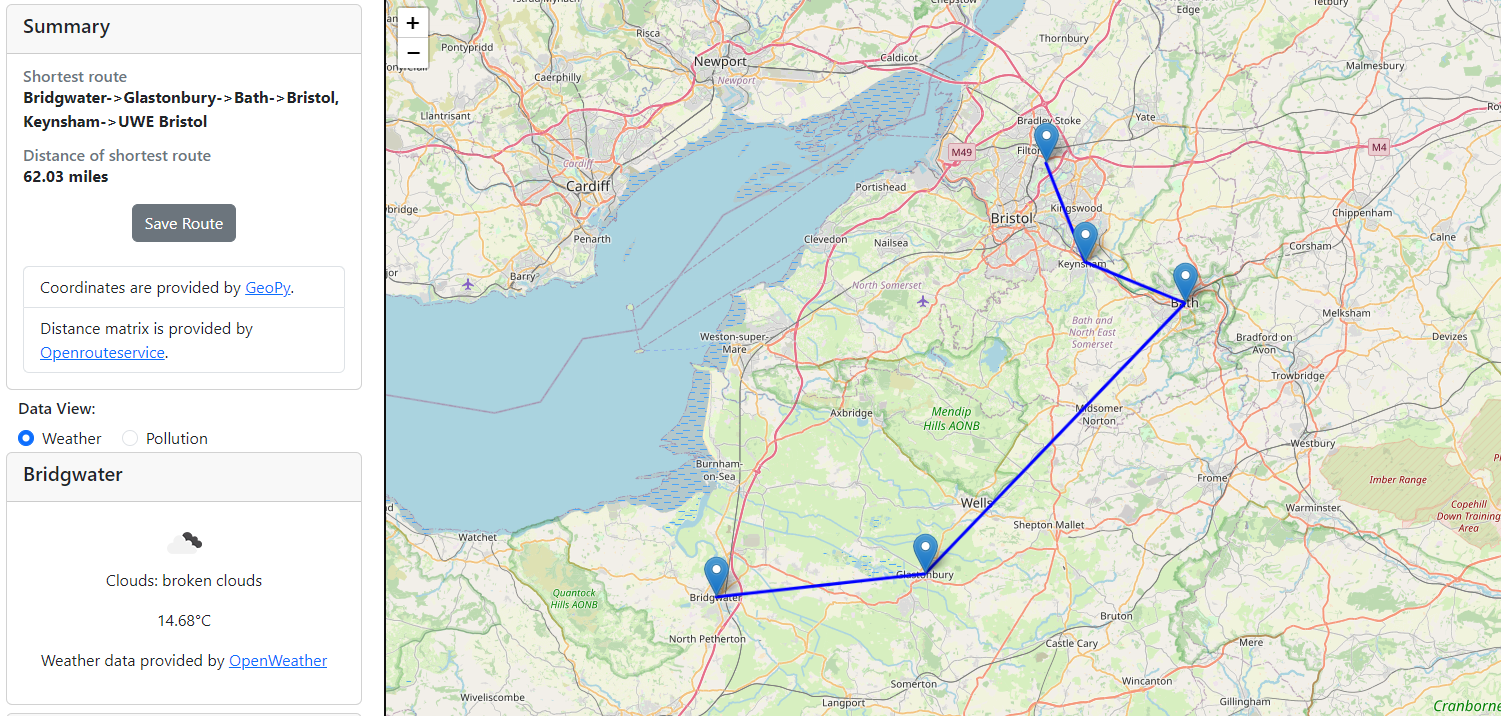 Summary
Shortest route
Bridgwater->Glastonbury->Bath->Bristol,
Keynsham->UWE Bristol
Distance of shortest route
62.03 miles
Save Route
Coordinates are provided by GeoPy.
Distance matrix is provided by
Openrouteservice.
Data View:
Weather
Pollution
Bridgwater
Clouds: broken clouds
14.68°C
Weather data provided by OpenWeather
+
−
Pontypridd
Risca
Caerphilly
Newport
Newport
Caldicot
Chepstow
Thornbury
Edge
Tetbury
Malmesbury
Llantrisant
Bradley Stoke
Yate
Filton
M49
M4
Cardiff
Cardiff
Portishead
Kingswood
Bristol
Chippenham
Penarth
Clevedon
Nailsea
Keynsham
Corsham
Calne
Barry
North Somerset
Bath
Melksham
Weston-super-
Mare
Bath and
North East
Somerset
Bradford on
Avon
Devizes
Trowbridge
Axbridge
Mendip
Hills AONB
Midsomer
Norton
Westbury
Burnham-
on-Sea
Frome
Imber Range
Wells
Warminster
Copehill
Down Training
Area
Shepton Mallet
Watchet
Glastonbury
Quantock
Hills AONB
Bridgwater
Bruton
North Petherton
Castle Cary
Mere
Somerton
Wincanton
Wiveliscombe
Langport
Gillingham
Cranborne